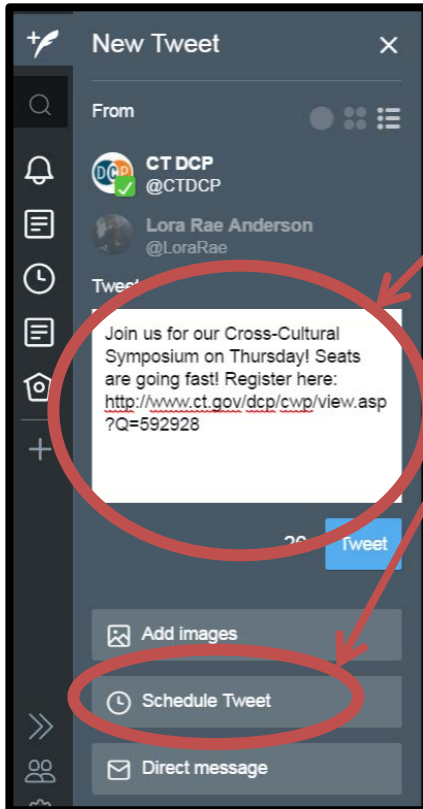 New Tweet
From
CT DCP
@CTDCP
Lora Rae Anderson
@LoraRae
Tweet
Join us for our Cross-Cultural
Symposium on Thursday! Seats
are going fast! Register here:
http://www.ct.gov/dcp/cwp/view.asp
?Q=592928
Tweet
Add images
Schedule Tweet
Direct message